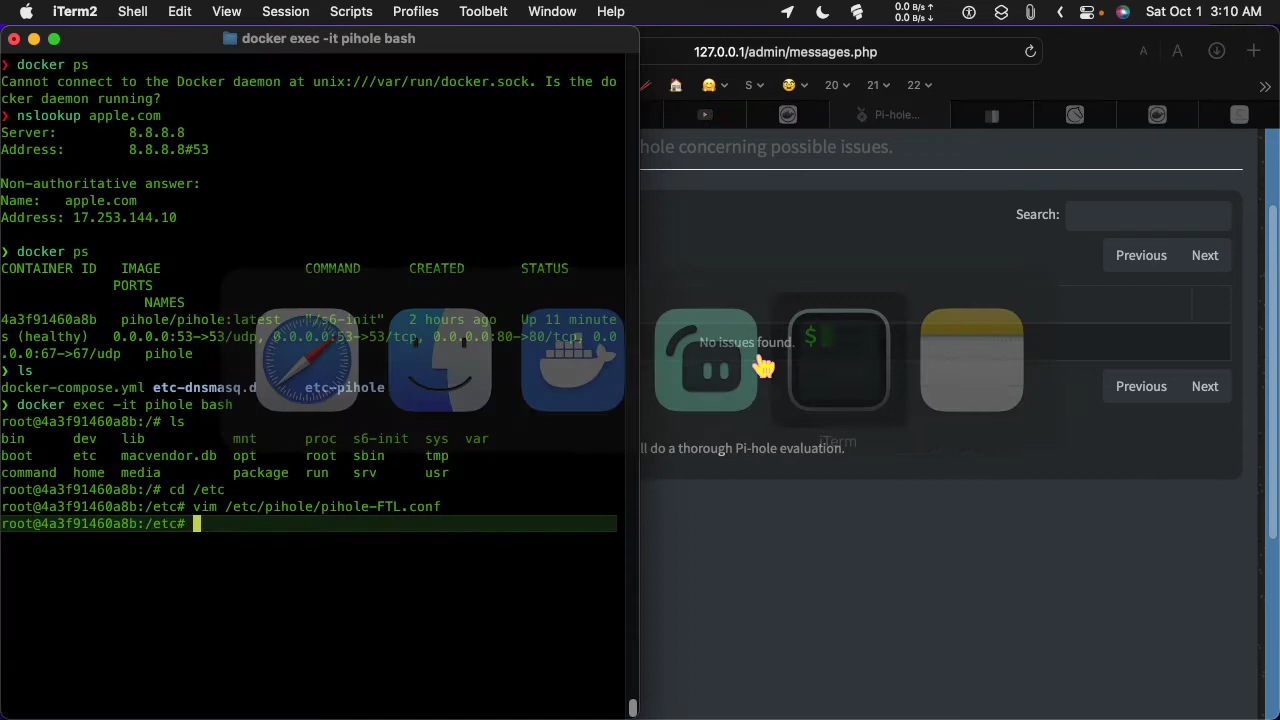 iTerm2 Shell Edit View Session Scripts Profiles Toolbelt Window Help 0.0 B/s↑ 0.0 B/s↓ Sat Oct 1 3:10 AM
docker exec -it pihole bash
❯ docker ps
Cannot connect to the Docker daemon at unix:///var/run/docker.sock. Is the do
cker daemon running?
❯ nslookup apple.com
Server: 8.8.8.8
Address: 8.8.8.8#53
Non-authoritative answer:
Name: apple.com
Address: 17.253.144.10
❯ docker ps
CONTAINER ID IMAGE COMMAND CREATED STATUS
PORTS
NAMES
4a3f91460a8b pihole/pihole:latest "/s6-init" 2 hours ago Up 11 minute
s (healthy) 0.0.0.0:53->53/udp, 0.0.0.0:53->53/tcp, 0.0.0.0:80->80/tcp, 0.0
.0.0:67->67/udp pihole
❯ ls
docker-compose.yml etc-dnsmasq.d etc-pihole
❯ docker exec -it pihole bash
root@4a3f91460a8b:/# ls
bin dev lib mnt proc s6-init sys var
boot etc macvendor.db opt root sbin tmp
command home media package run srv usr
root@4a3f91460a8b:/# cd /etc
root@4a3f91460a8b:/etc# vim /etc/pihole/pihole-FTL.conf
root@4a3f91460a8b:/etc#
127.0.0.1/admin/messages.php
A A
S 20 21 22
Pi-hole...
hole concerning possible issues.
Search:
Previous Next
No issues found.
Previous Next
ll do a thorough Pi-hole evaluation.
$
iTerm